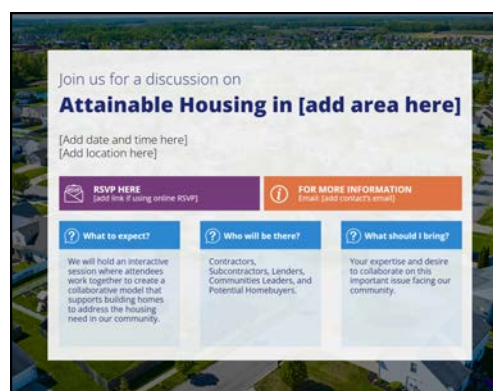 Join us for a discussion on
Attainable Housing in [add area here]
[Add date and time here]
[Add location here]
RSVP HERE
[add link if using online RSVP]
FOR MORE INFORMATION
Email: [add contact's email]
What to expect?
We will hold an interactive
session where attendees
work together to create a
collaborative model that
supports building homes
to address the housing
need in our community.
Who will be there?
Contractors,
Subcontractors, Lenders,
Communities Leaders, and
Potential Homebuyers.
What should I bring?
Your expertise and desire
to collaborate on this
important issue facing our
community.